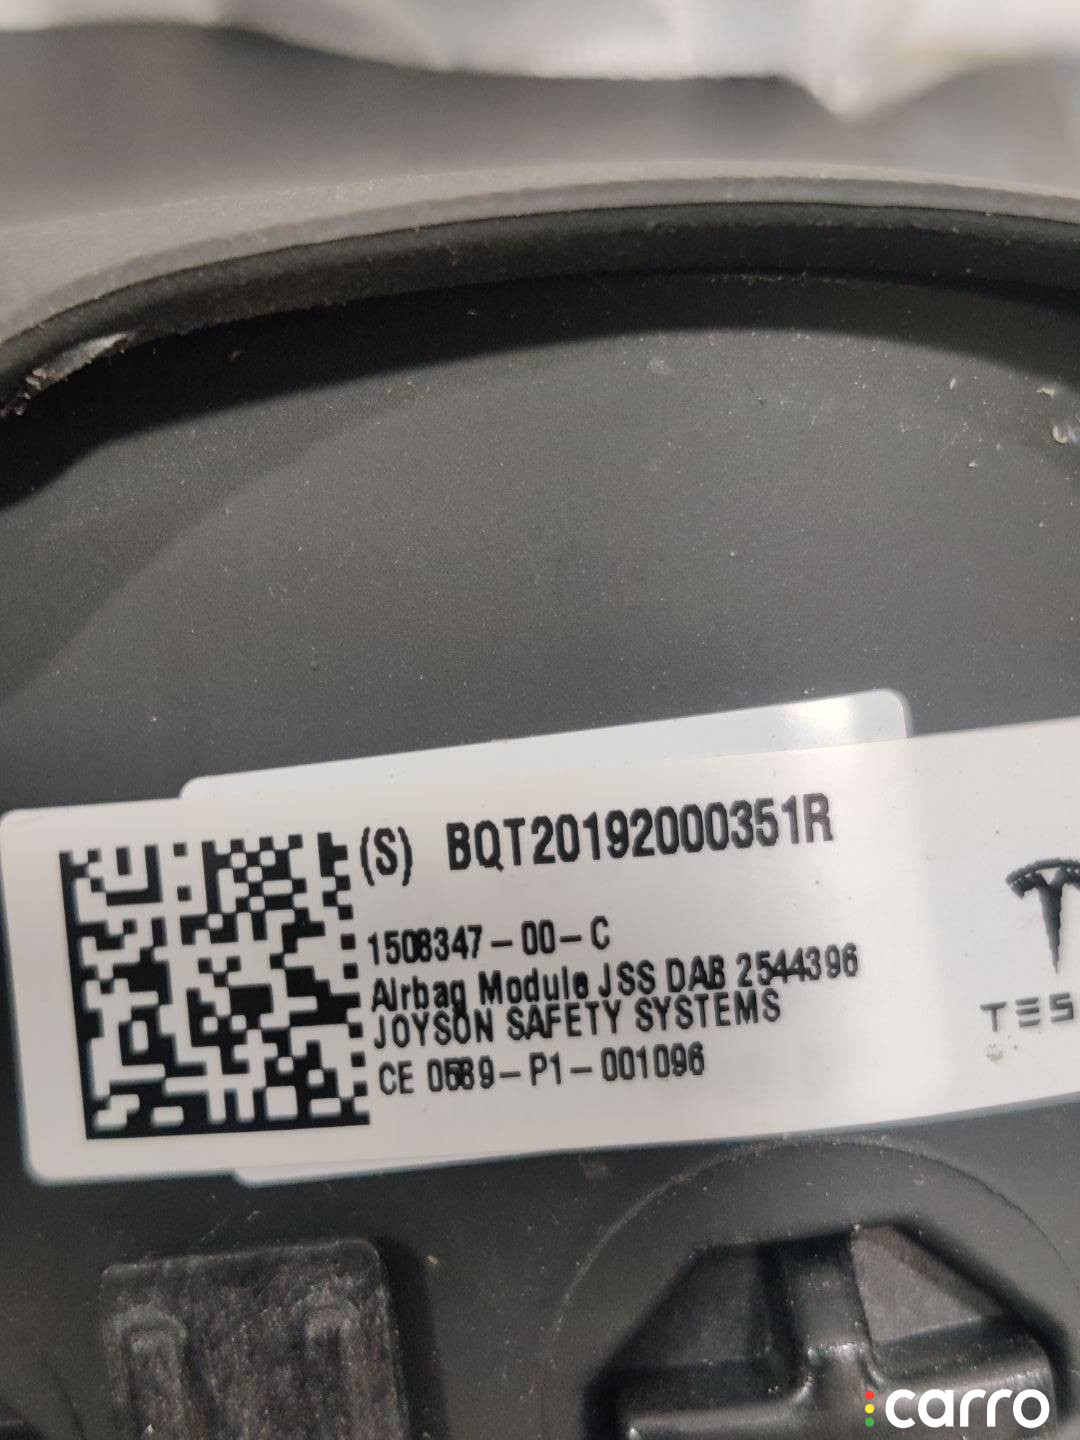 (S) BQT20192000351R
1508347-00-C
Airbag Module JSS DAB 2544396
JOYSON SAFETY SYSTEMS
CE 0589-P1-001096
TES
carro